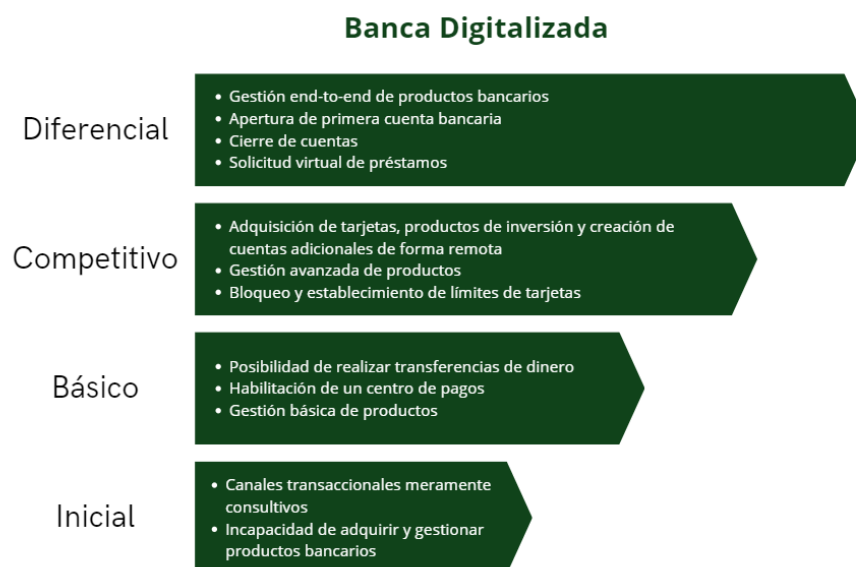 Banca Digitalizada
Diferencial
• Gestión end-to-end de productos bancarios
• Apertura de primera cuenta bancaria
• Cierre de cuentas
• Solicitud virtual de préstamos
Competitivo
• Adquisición de tarjetas, productos de inversión y creación de
cuentas adicionales de forma remota
• Gestión avanzada de productos
• Bloqueo y establecimiento de límites de tarjetas
Básico
• Posibilidad de realizar transferencias de dinero
• Habilitación de un centro de pagos
• Gestión básica de productos
Inicial
• Canales transaccionales meramente
consultivos
• Incapacidad de adquirir y gestionar
productos bancarios